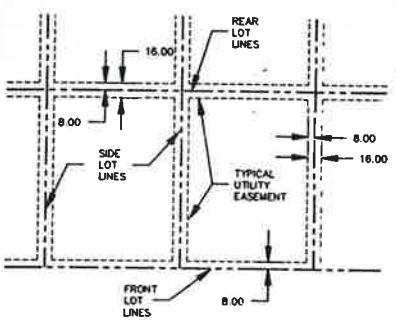 REAR
LOT
LINES
16.00
8.00
SIDE
LOT
LINES
8.00
16.00
TYPICAL
UTILITY
EASEMENT
FRONT
LOT
LINES
8.00